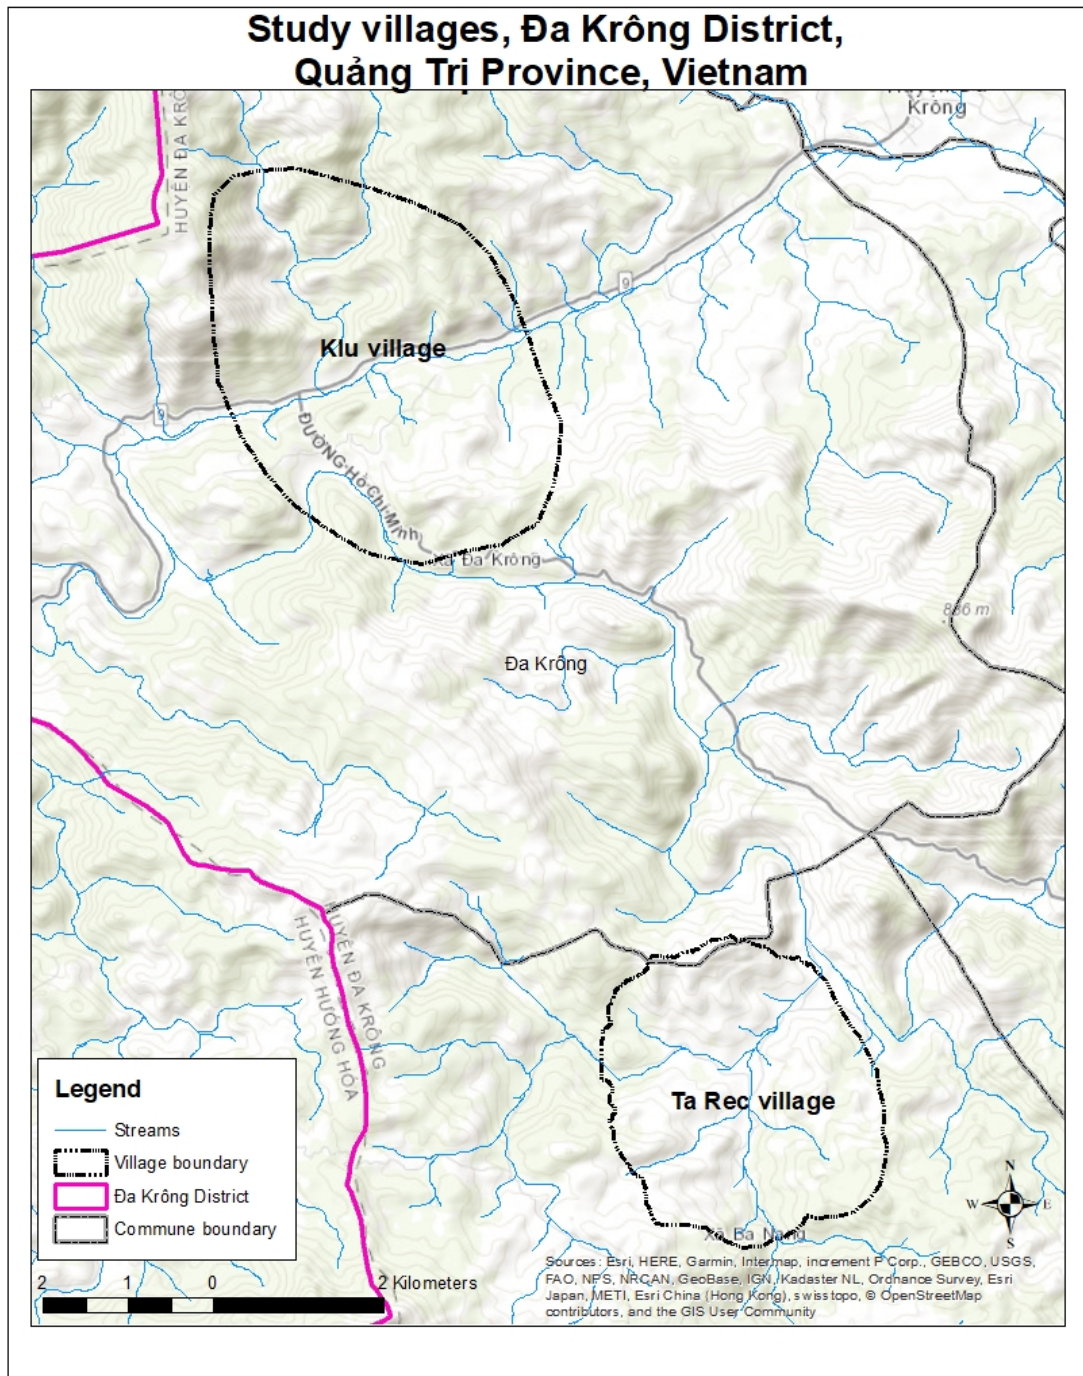 Study villages, Đa Krông District,
Quảng Trị Province, Vietnam
Krông
HUYỆN ĐA KRÔ
9
Klu village
9
ĐƯỜNG Hồ Chí Minh
Xã Đa Krông
836 m
Đa Krông
HUYỆN ĐA KRÔNG
HUYỆN HƯỚNG HÓA
Ta Rec village
Xã Ba Nang
Legend
Streams
Village boundary
Đa Krông District
Commune boundary
N
W E
S
2 1 0 2 Kilometers
Sources: Esri, HERE, Garmin, Intermap, increment P Corp., GEBCO, USGS,
FAO, NPS, NRCAN, GeoBase, IGN, Kadaster NL, Ordnance Survey, Esri
Japan, METI, Esri China (Hong Kong), swisstopo, © OpenStreetMap
contributors, and the GIS User Community